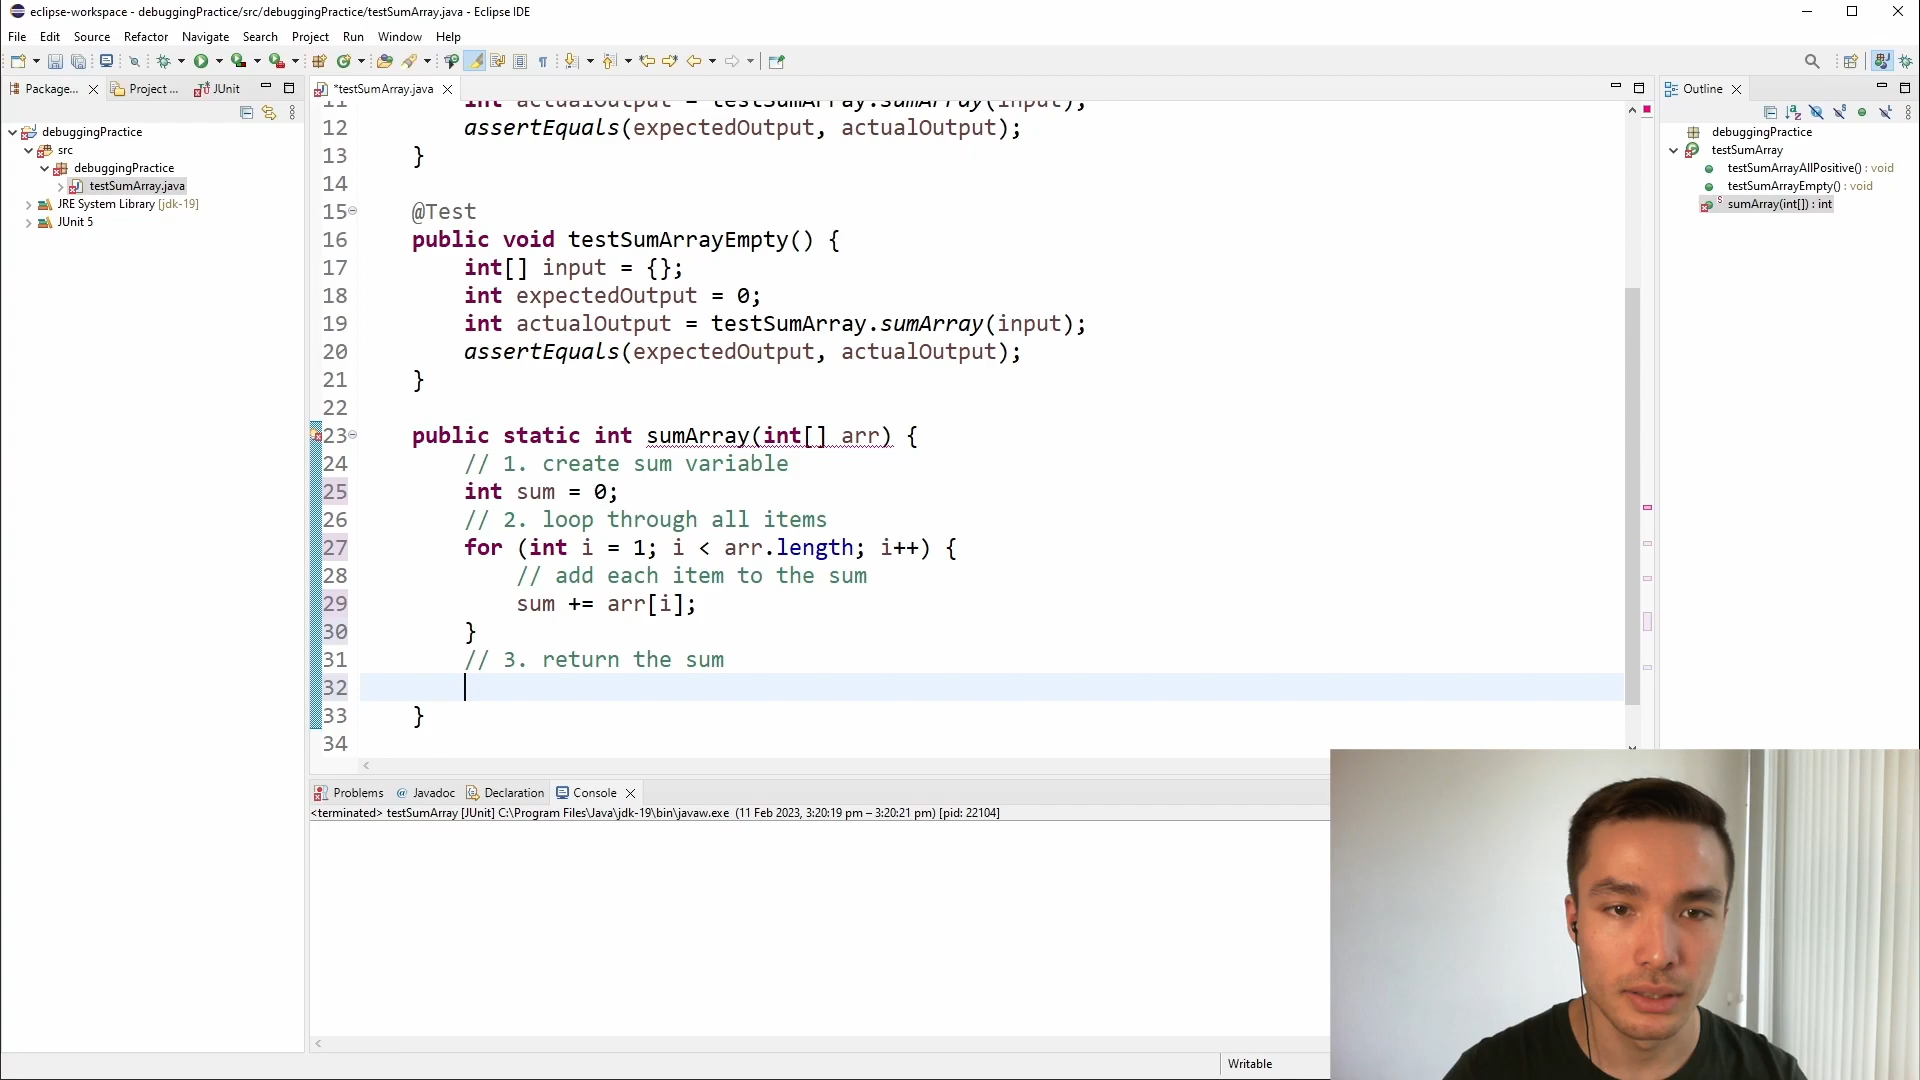 eclipse-workspace - debuggingPractice/src/debuggingPractice/testSumArray.java - Eclipse IDE
File Edit Source Refactor Navigate Search Project Run Window Help
Package... Project ... JUnit
*testSumArray.java
Outline
debuggingPractice
src
debuggingPractice
testSumArray.java
JRE System Library [jdk-19]
JUnit 5
11 int actualOutput = testSumArray.sumArray(input);
12 assertEquals(expectedOutput, actualOutput);
13 }
14
15 @Test
16 public void testSumArrayEmpty() {
17 int[] input = {};
18 int expectedOutput = 0;
19 int actualOutput = testSumArray.sumArray(input);
20 assertEquals(expectedOutput, actualOutput);
21 }
22
23 public static int sumArray(int[] arr) {
24 // 1. create sum variable
25 int sum = 0;
26 // 2. loop through all items
27 for (int i = 1; i < arr.length; i++) {
28 // add each item to the sum
29 sum += arr[i];
30 }
31 // 3. return the sum
32
33 }
34
debuggingPractice
testSumArray
testSumArrayAllPositive() : void
testSumArrayEmpty() : void
S sumArray(int[]) : int
Problems @ Javadoc Declaration Console
<terminated> testSumArray [JUnit] C:\Program Files\Java\jdk-19\bin\javaw.exe (11 Feb 2023, 3:20:19 pm – 3:20:21 pm) [pid: 22104]
Writable